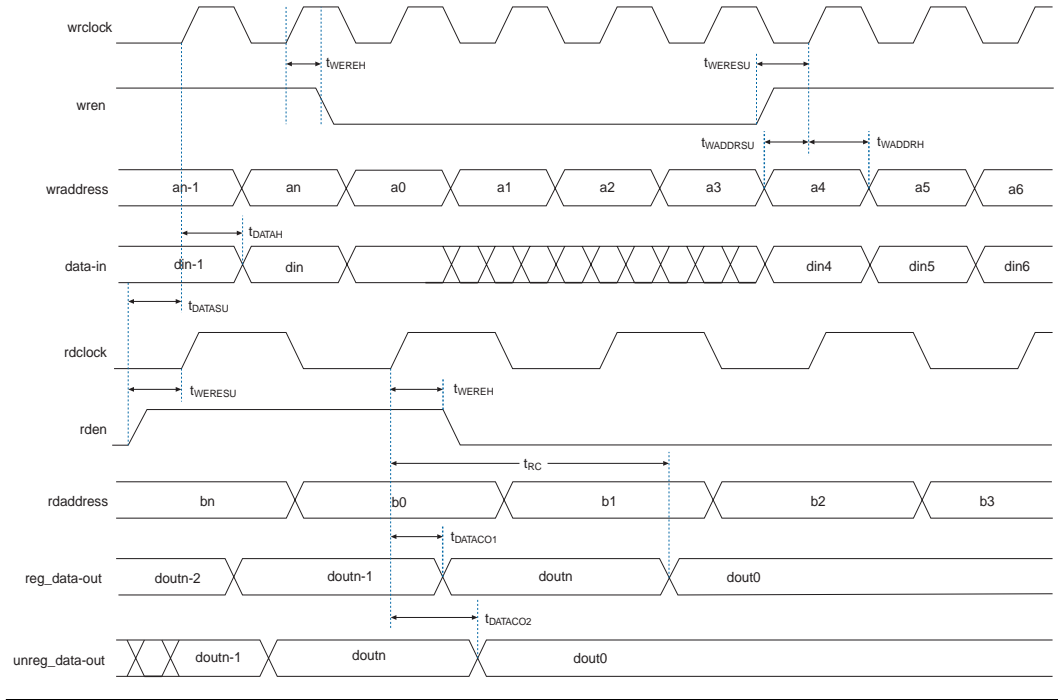 wrclock
tWEREH
tWERESU
wren
tWADDRSU
tWADDRH
wraddress an-1 an a0 a1 a2 a3 a4 a5 a6
tDATAH
data-in din-1 din din4 din5 din6
tDATASU
rdclock
tWERESU
tWEREH
rden
tRC
rdaddress bn b0 b1 b2 b3
tDATACO1
reg_data-out doutn-2 doutn-1 doutn dout0
tDATACO2
unreg_data-out doutn-1 doutn dout0